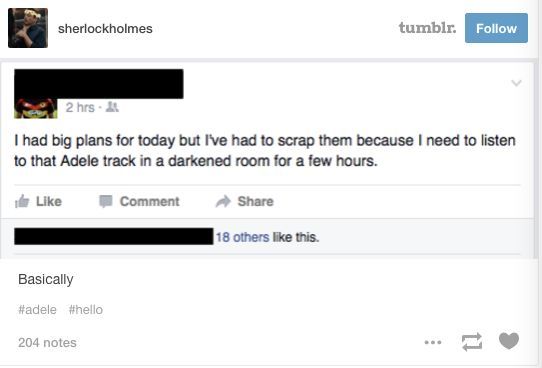 sherlockholmes
tumblr.
Follow
2 hrs ·
I had big plans for today but I've had to scrap them because I need to listen
to that Adele track in a darkened room for a few hours.
Like Comment Share
18 others like this.
Basically
#adele #hello
204 notes